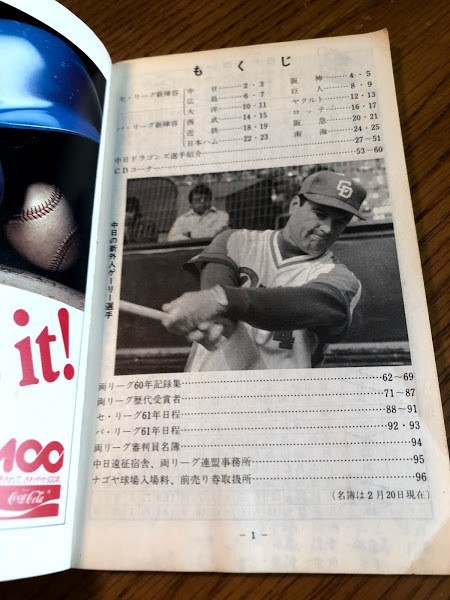 もくじ
セ・リーグ新陣容 中日……2・3 阪神……4・5
広島……6・7 巨人……8・9
大洋……10・11 ヤクルト……12・13
パ・リーグ新陣容 西武……14・15 ロッテ……16・17
近鉄……18・19 阪急……20・21
日本ハム……22・23 南海……24・25
中日ドラゴンズ選手紹介……27~51
CDコーナー……53~60
中日の新外人ゲーリー選手
CD
4
両リーグ60年記録集……62~69
両リーグ歴代受賞者……71~87
セ・リーグ61年日程……88~91
パ・リーグ61年日程……92・93
両リーグ審判員名簿……94
中日遠征宿舎、両リーグ連盟事務所……95
ナゴヤ球場入場料、前売り券取扱所……96
(名簿は2月20日現在)
-1-
it!
100
Coca-Cola